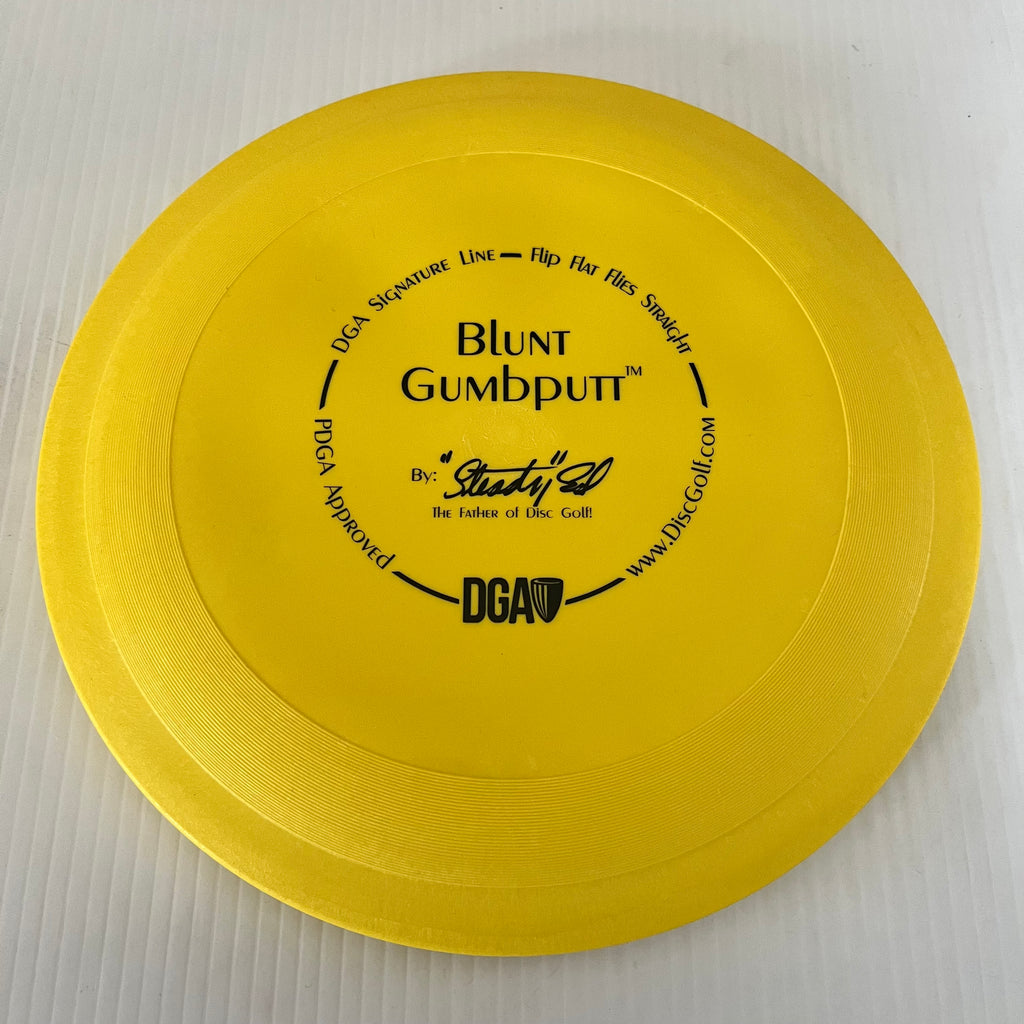 DGA Signature Line — Flip Flat Flies Straight
Blunt
Gumbputt™
By: "Steady" Ed
The Father of Disc Golf!
PDGA Approved
www.DiscGolf.com
DGA